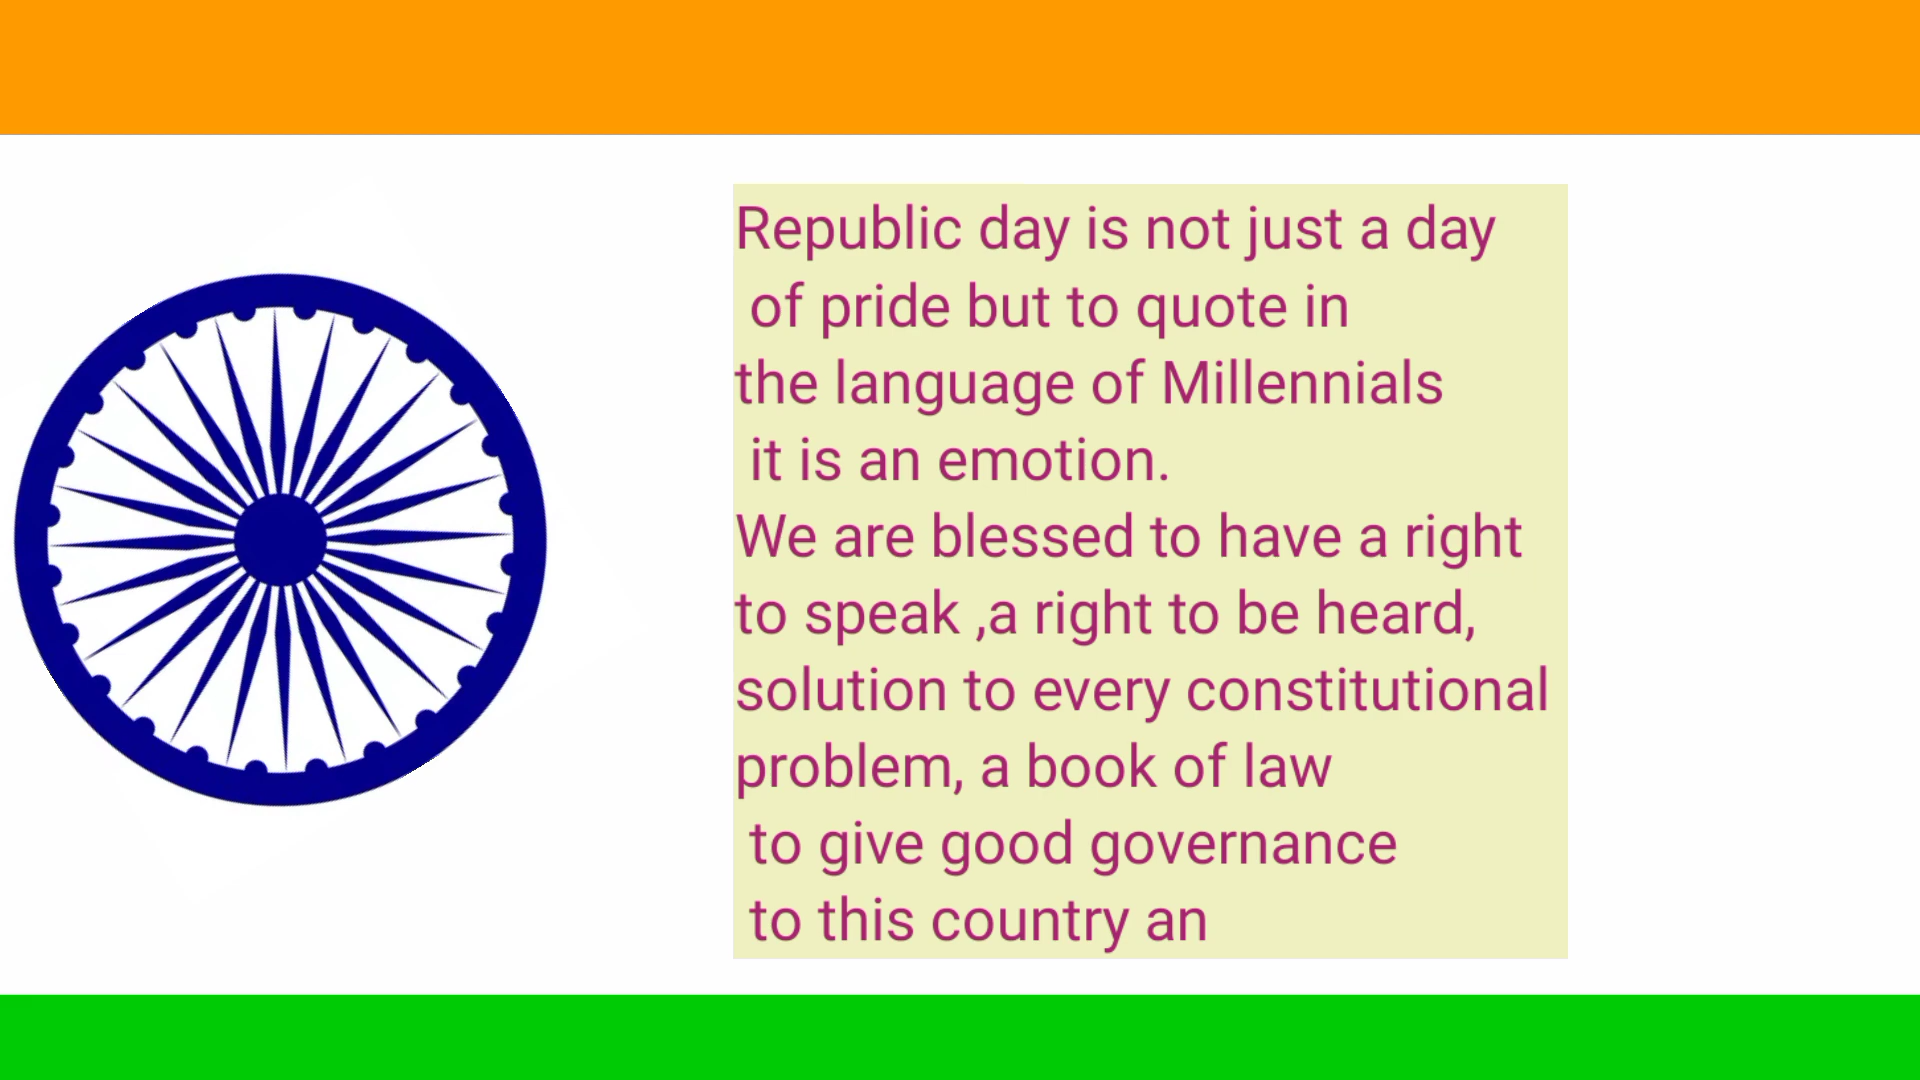 Republic day is not just a day
of pride but to quote in
the language of Millennials
it is an emotion.
We are blessed to have a right
to speak ,a right to be heard,
solution to every constitutional
problem, a book of law
to give good governance
to this country an